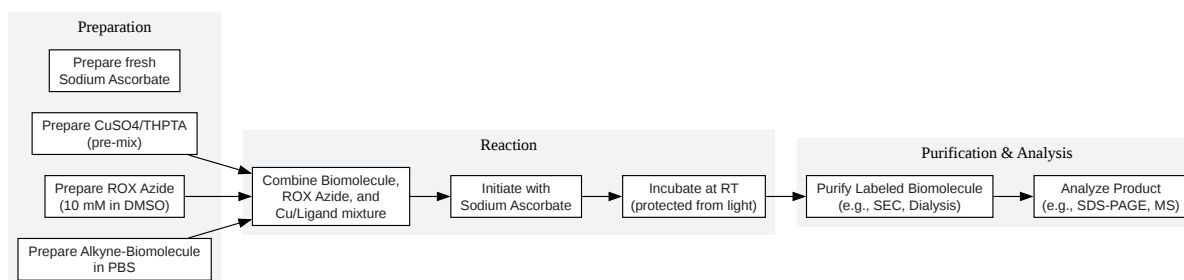 Preparation
Prepare fresh
Sodium Ascorbate
Prepare CuSO4/THPTA
(pre-mix)
Prepare ROX Azide
(10 mM in DMSO)
Prepare Alkyne-Biomolecule
in PBS
Reaction
Combine Biomolecule,
ROX Azide, and
Cu/Ligand mixture
Initiate with
Sodium Ascorbate
Incubate at RT
(protected from light)
Purification & Analysis
Purify Labeled Biomolecule
(e.g., SEC, Dialysis)
Analyze Product
(e.g., SDS-PAGE, MS)